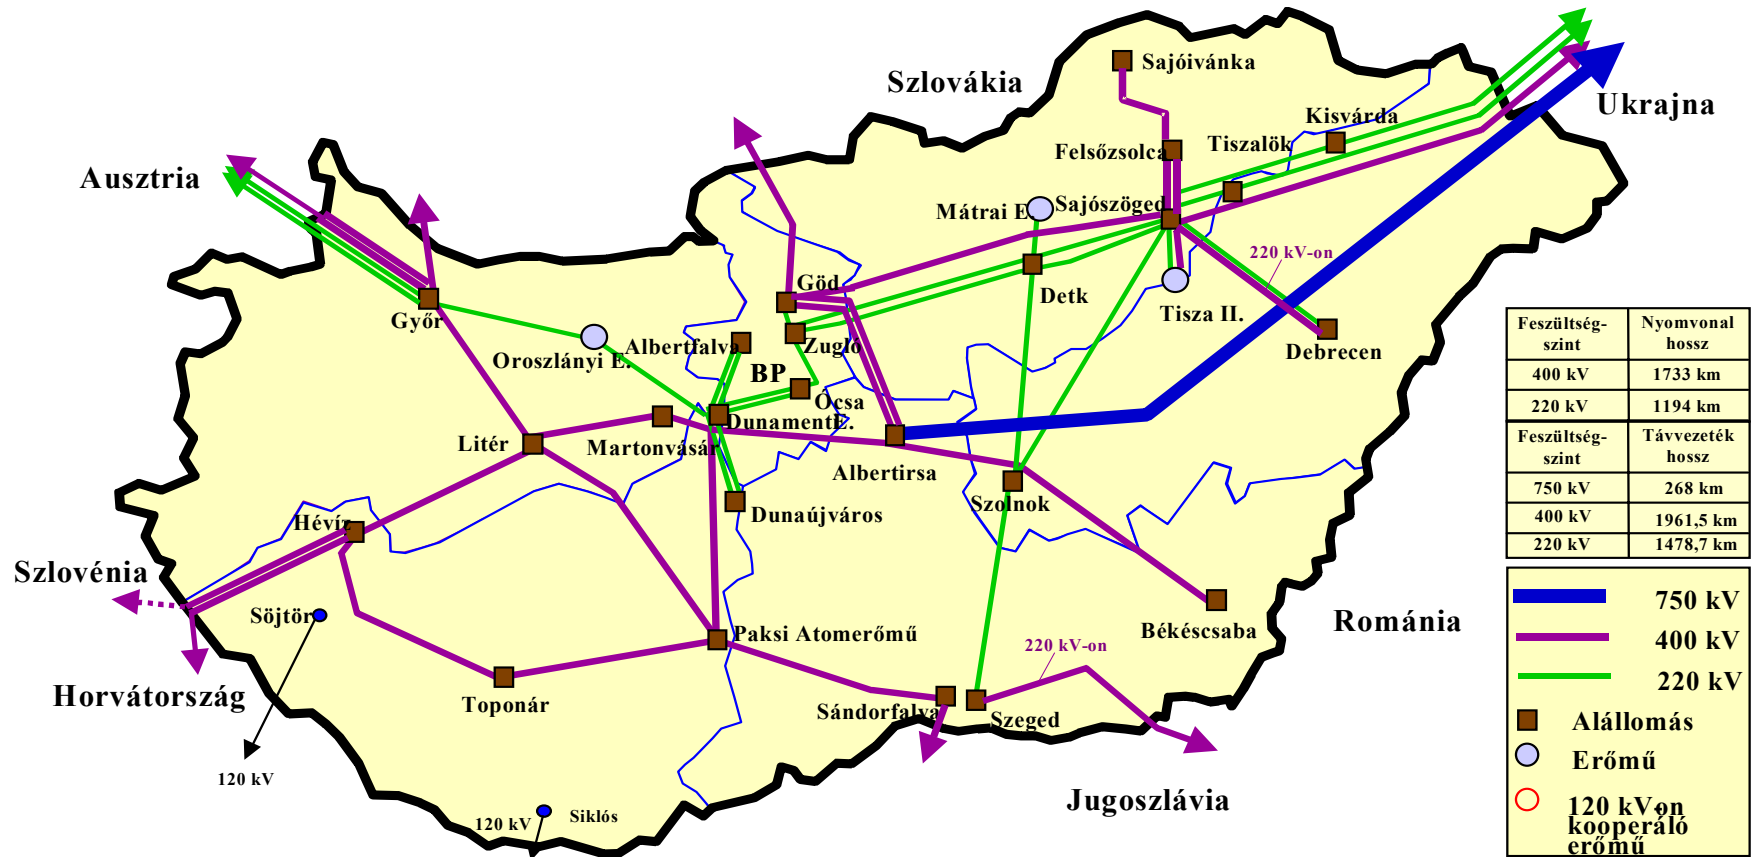 Sajóivánka
Szlovákia
Ukrajna
Kisvárda
Tiszalök
Felsőzsolca
Ausztria
Sajószöged
Mátrai E.
220 kV-on
Göd
Detk
Tisza II.
Győr
Zugló
Albertfalva
Oroszlányi E.
Debrecen
BP
Ócsa
DunamentiE.
Litér
Martonvásár
Albertirsa
Szolnok
Dunaújváros
Hévíz
Szlovénia
Söjtör
Paksi Atomerőmű
Békéscsaba
Románia
220 kV-on
Horvátország
Toponár
Sándorfalva
Szeged
120 kV
Jugoszlávia
120 kV
Siklós
Feszültség-
szint
Nyomvonal
hossz
400 kV
1733 km
220 kV
1194 km
Feszültség-
szint
Távvezeték
hossz
750 kV
268 km
400 kV
1961,5 km
220 kV
1478,7 km
750 kV
400 kV
220 kV
Alállomás
Erőmű
120 kV-on
kooperáló
erőmű